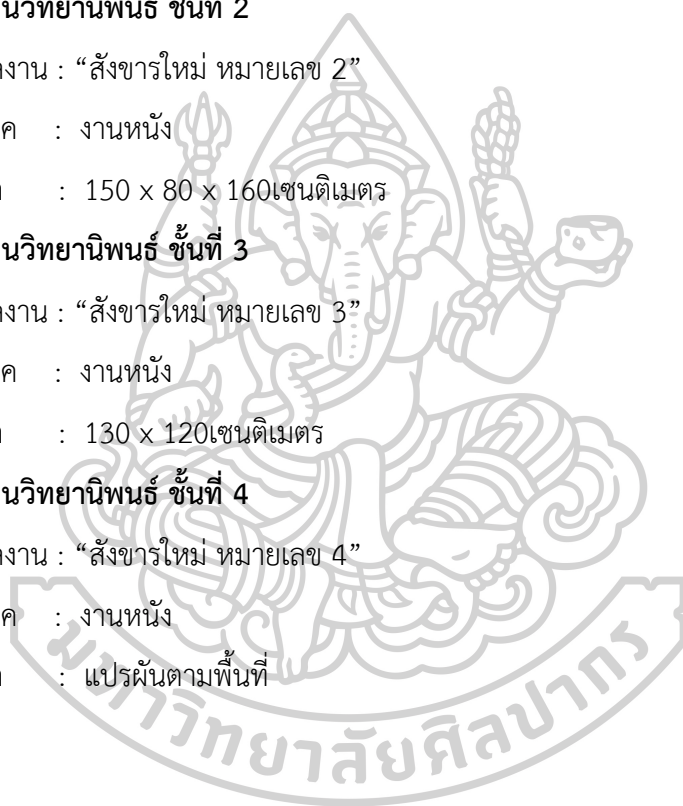 นวิทยานิพนธ์ ชิ้นที่ 2
งาน : “สังขารใหม่ หมายเลข 2”
ค : งานหนัง
: 150 x 80 x 160เซนติเมตร
นวิทยานิพนธ์ ชิ้นที่ 3
งาน : “สังขารใหม่ หมายเลข 3”
ค : งานหนัง
: 130 x 120เซนติเมตร
นวิทยานิพนธ์ ชิ้นที่ 4
งาน : “สังขารใหม่ หมายเลข 4”
ค : งานหนัง
: แปรผันตามพื้นที่
มหาวิทยาลัยศิลปากร